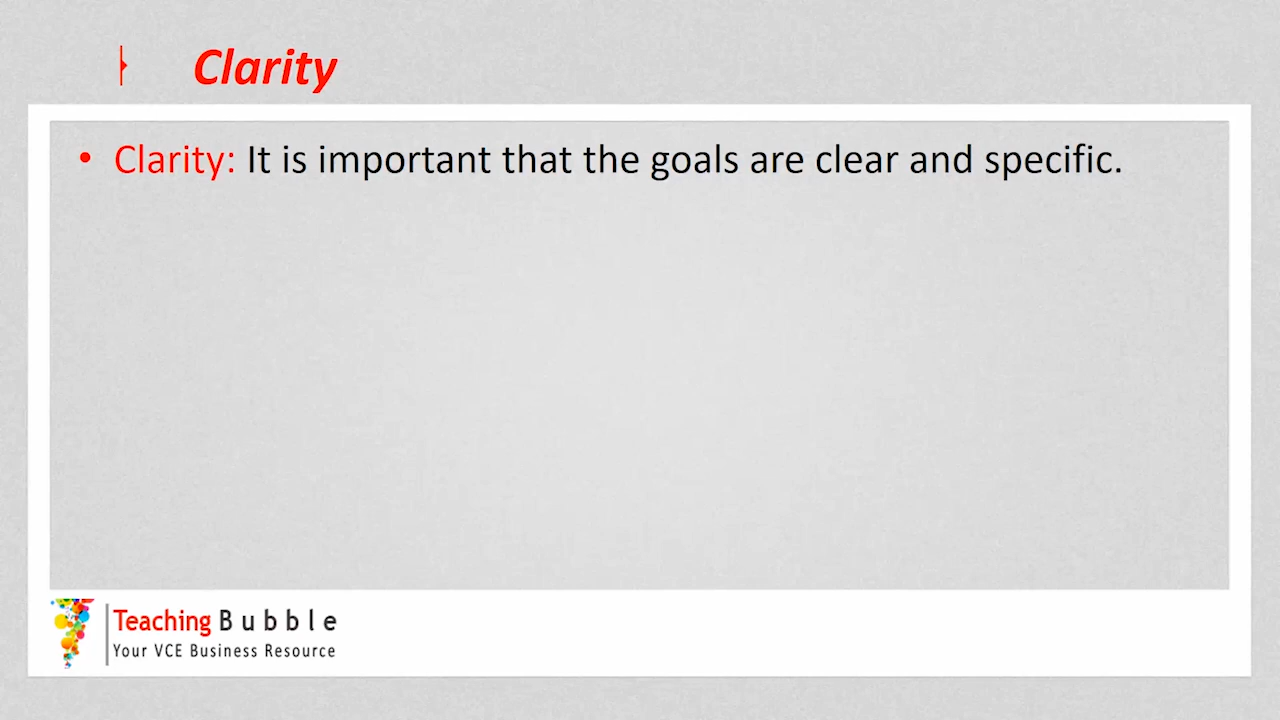 Clarity
• Clarity: It is important that the goals are clear and specific.
Teaching Bubble
Your VCE Business Resource